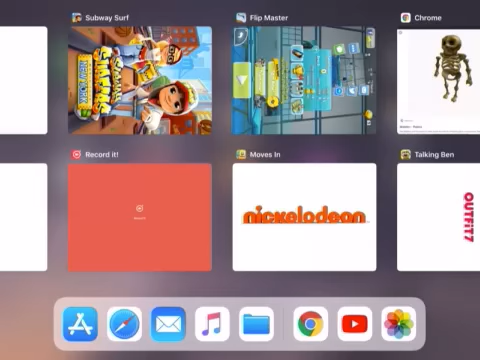 Subway Surf
Flip Master
Chrome
Record it!
Moves In
Talking Ben
nickelodeon
OUTFIT7